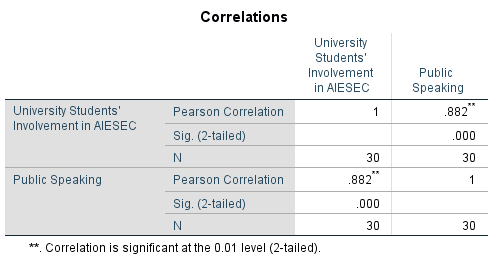 Correlations
University Students' Involvement in AIESEC Public Speaking
University Students' Involvement in AIESEC Pearson Correlation 1 .882**
Sig. (2-tailed) .000
N 30 30
Public Speaking Pearson Correlation .882** 1
Sig. (2-tailed) .000
N 30 30
**. Correlation is significant at the 0.01 level (2-tailed).